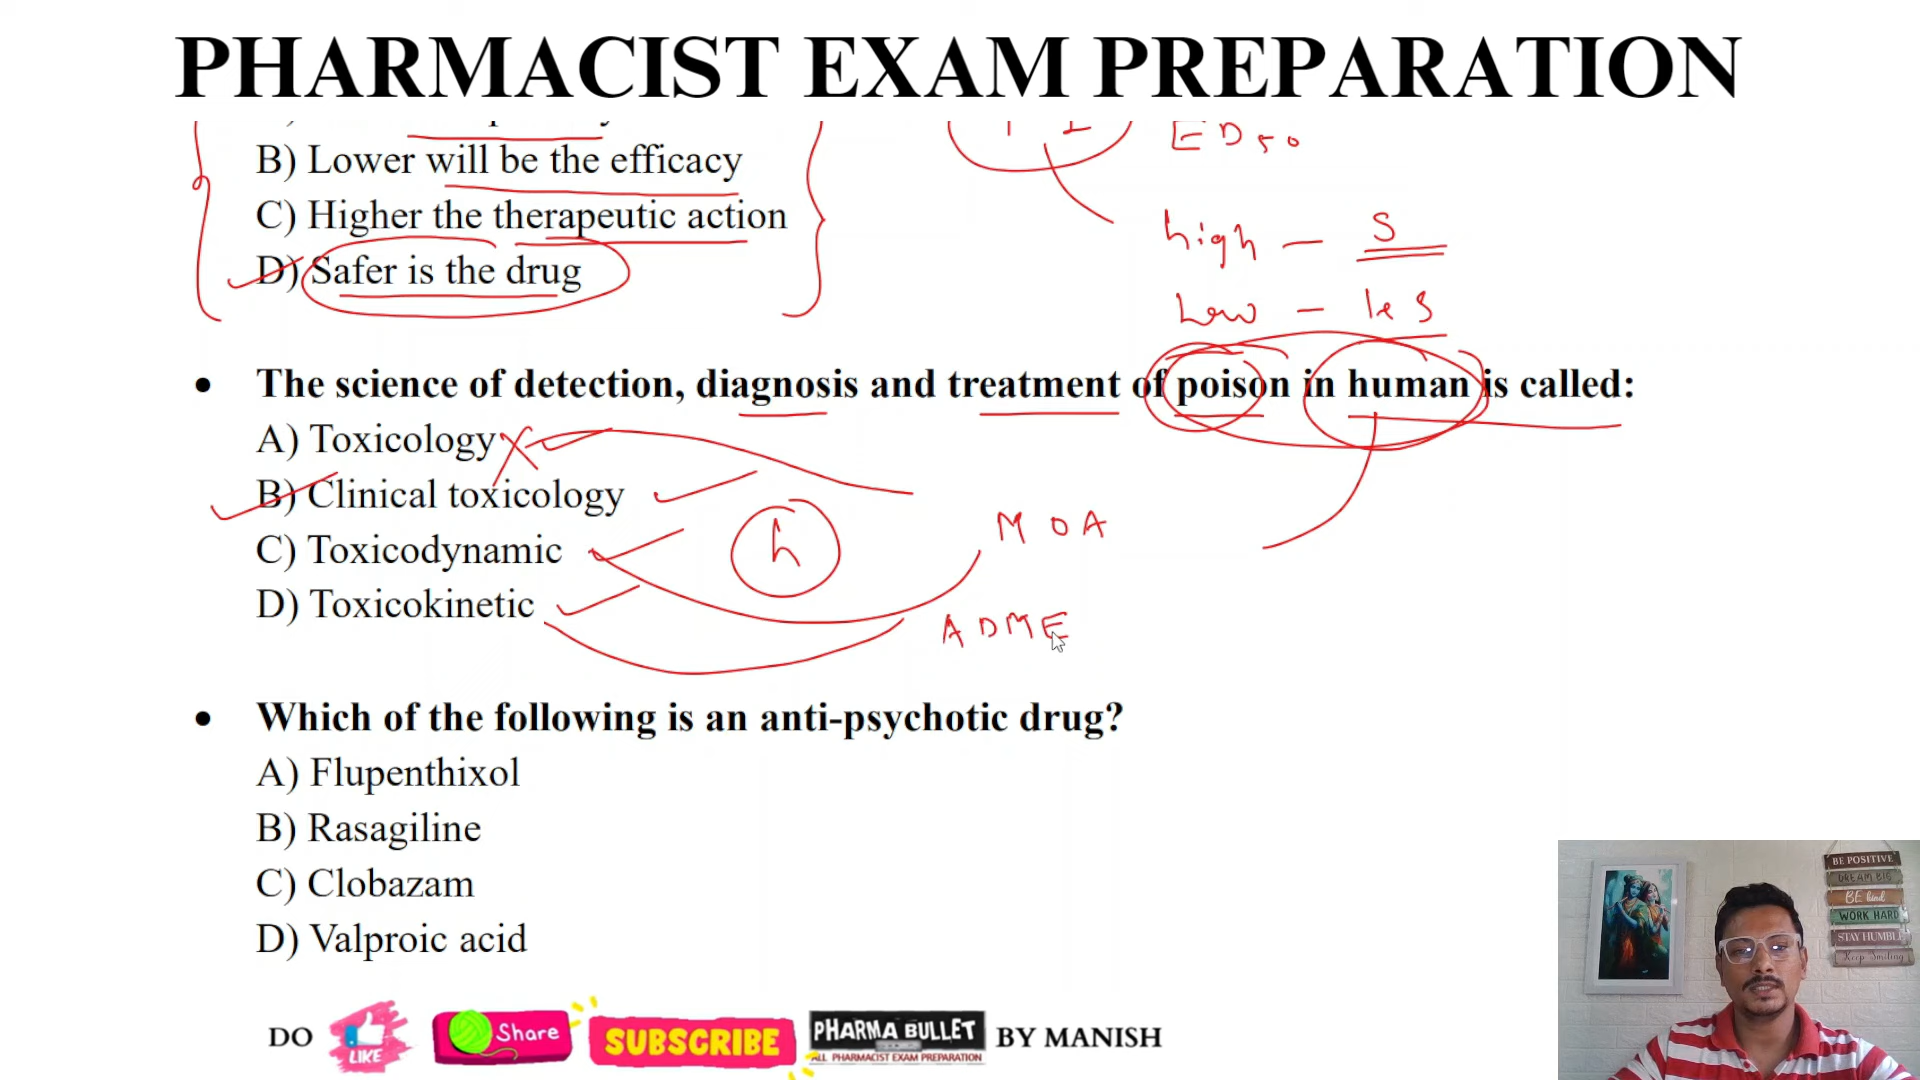 PHARMACIST EXAM PREPARATION
ED50
B) Lower will be the efficacy
C) Higher the therapeutic action
high - S
D) Safer is the drug
Low - le S
• The science of detection, diagnosis and treatment of poison in human is called:
A) Toxicology
B) Clinical toxicology
MOA
C) Toxicodynamic
h
D) Toxicokinetic
ADME
• Which of the following is an anti-psychotic drug?
A) Flupenthixol
B) Rasagiline
C) Clobazam
D) Valproic acid
BE POSITIVE
DREAM BIG
BE kind
WORK HARD
STAY HUMBLE
Keep Smiling
DO LIKE Share SUBSCRIBE PHARMA BULLET BY MANISH
ALL PHARMACIST EXAM PREPARATION